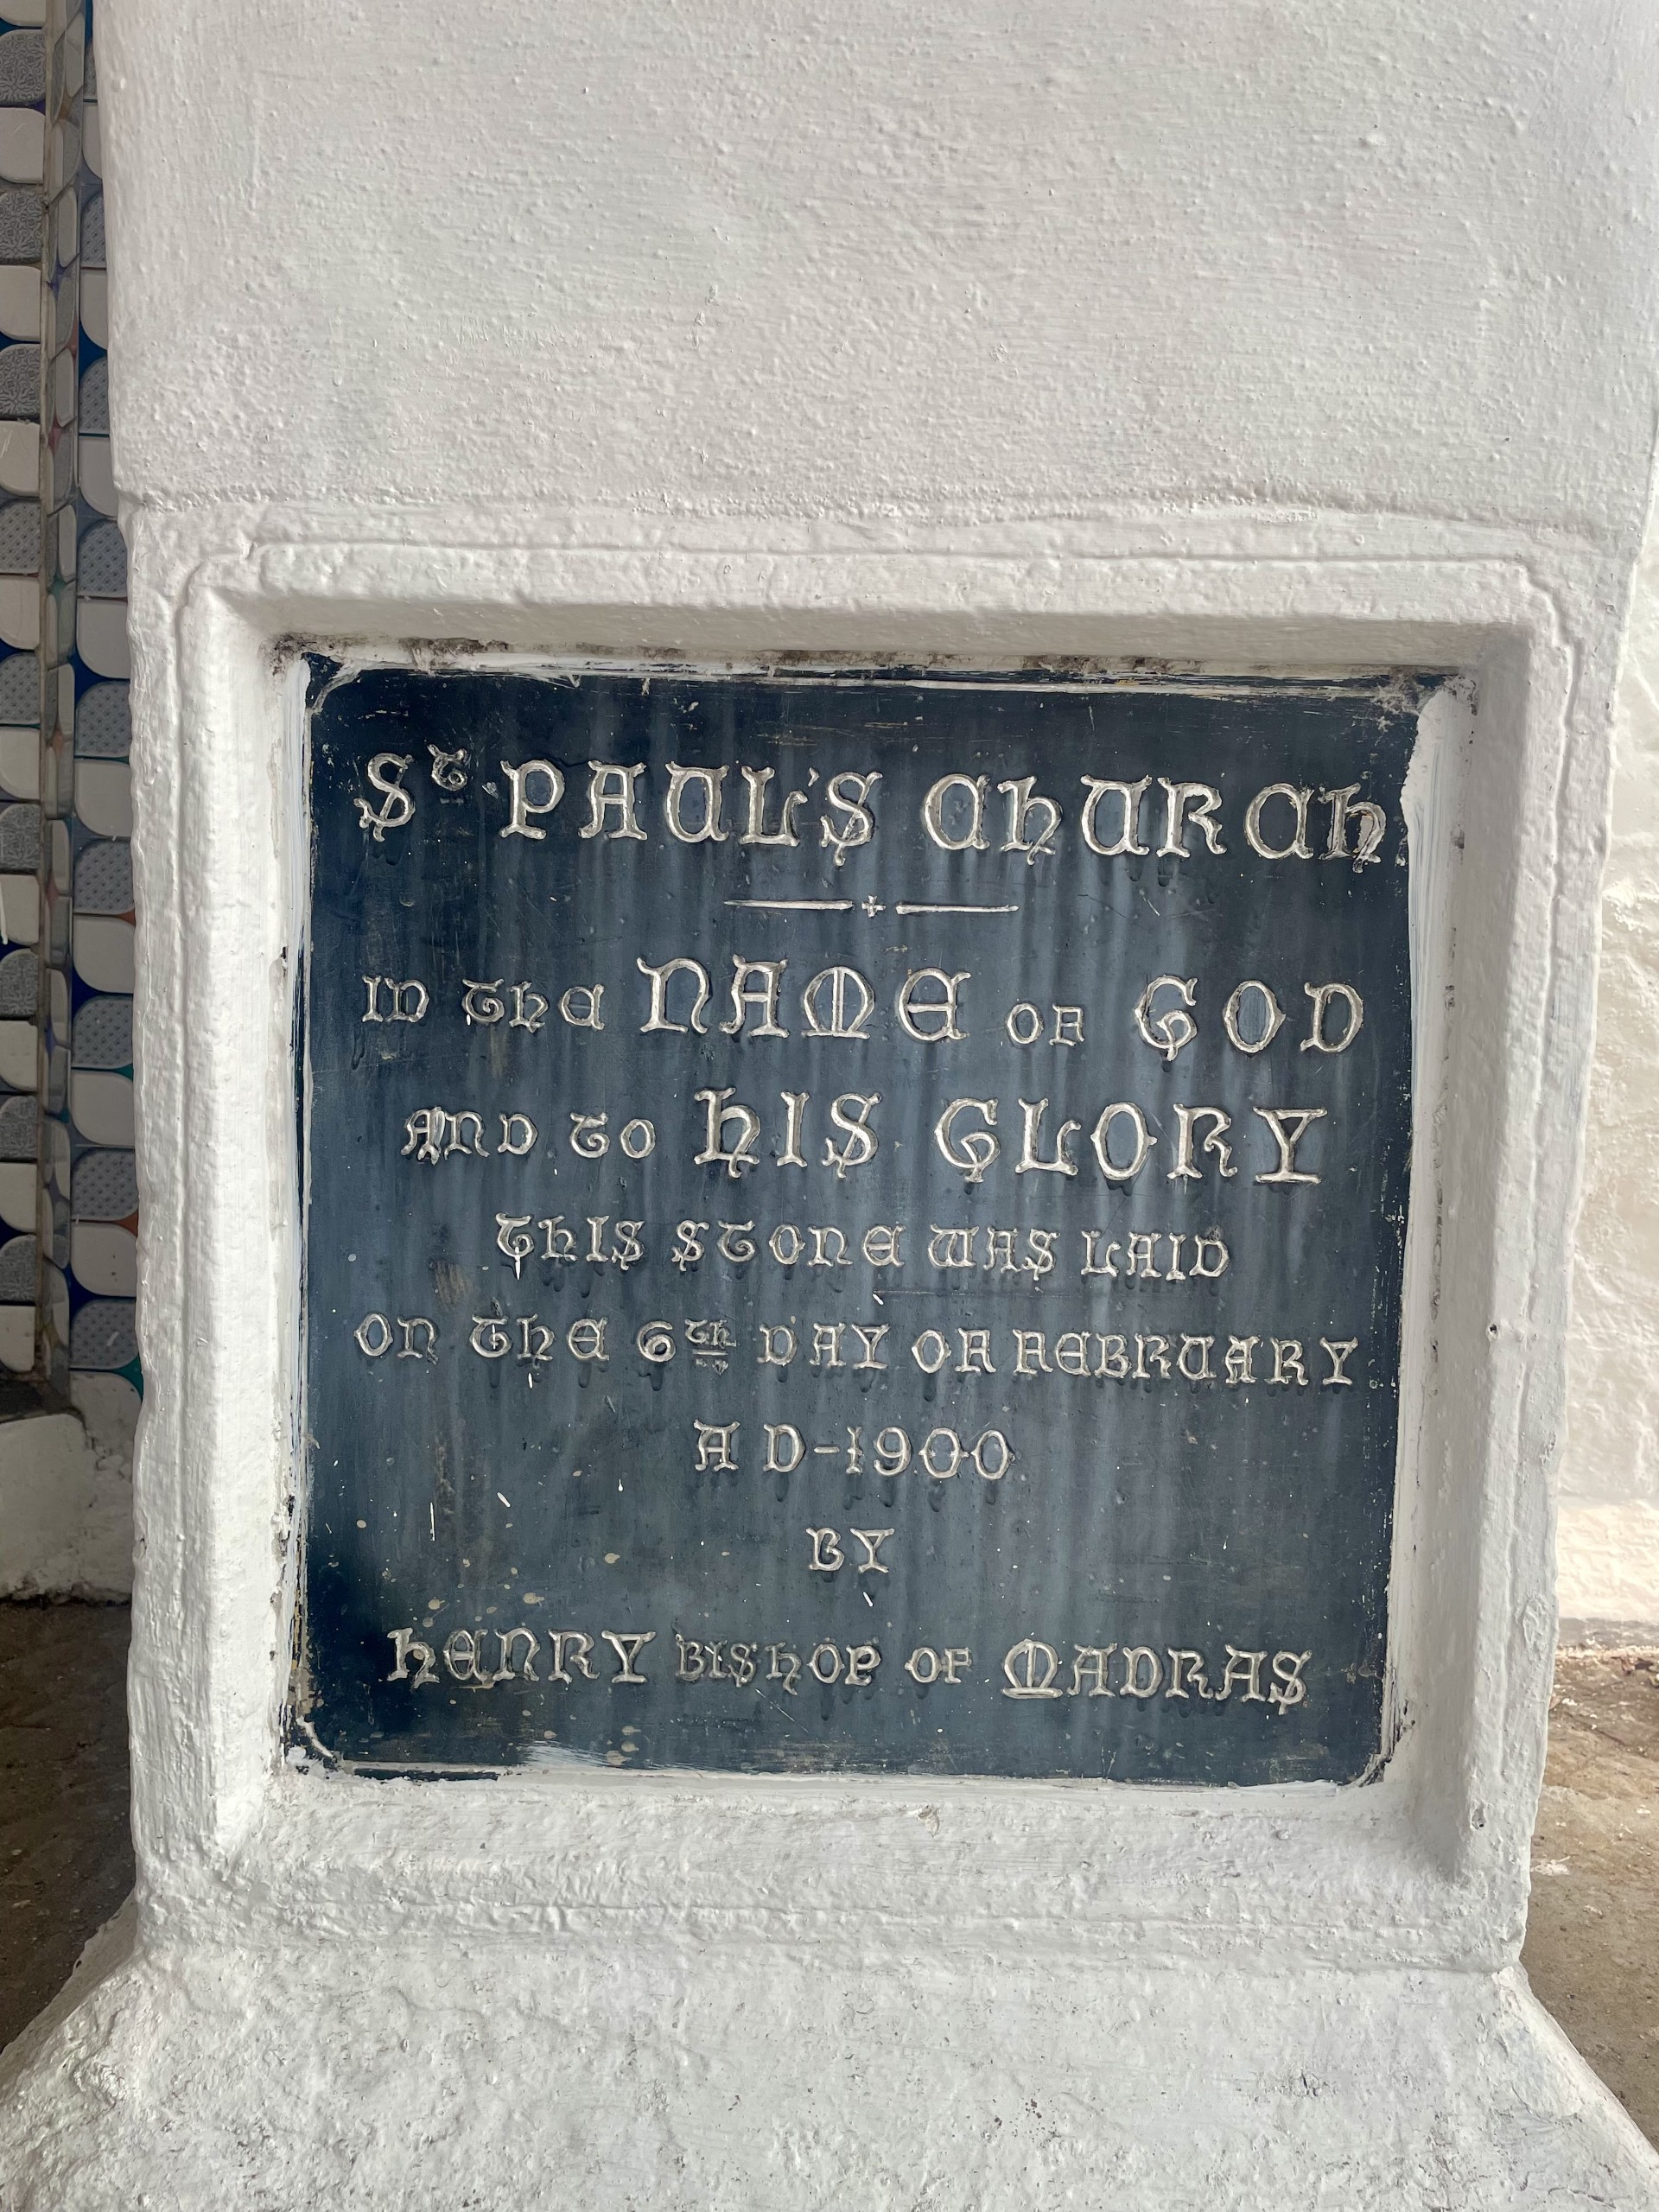 St PAUL'S CHURCH
IN THE NAME OF GOD
AND TO HIS GLORY
THIS STONE WAS LAID
ON THE 6th DAY OF FEBRUARY
A D-1900
BY
HENRY BISHOP OF MADRAS